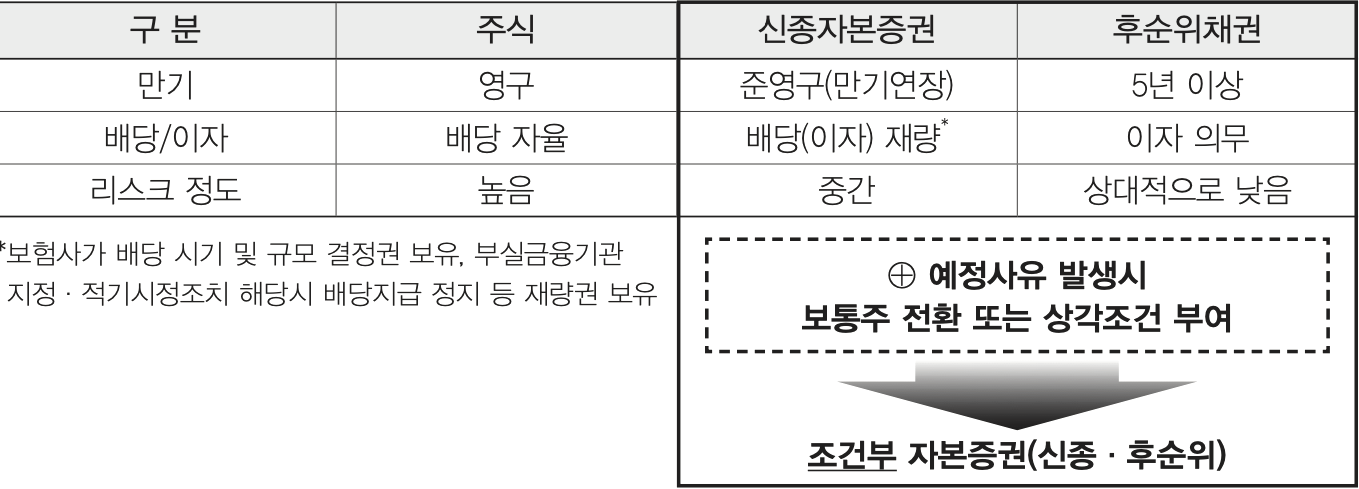 구 분 주식 신종자본증권 후순위채권
만기 영구 준영구(만기연장) 5년 이상
배당/이자 배당 자율 배당(이자) 재량* 이자 의무
리스크 정도 높음 중간 상대적으로 낮음
*보험사가 배당 시기 및 규모 결정권 보유, 부실금융기관
지정 · 적기시정조치 해당시 배당지급 정지 등 재량권 보유
⊕ 예정사유 발생시
보통주 전환 또는 상각조건 부여
조건부 자본증권(신종 · 후순위)